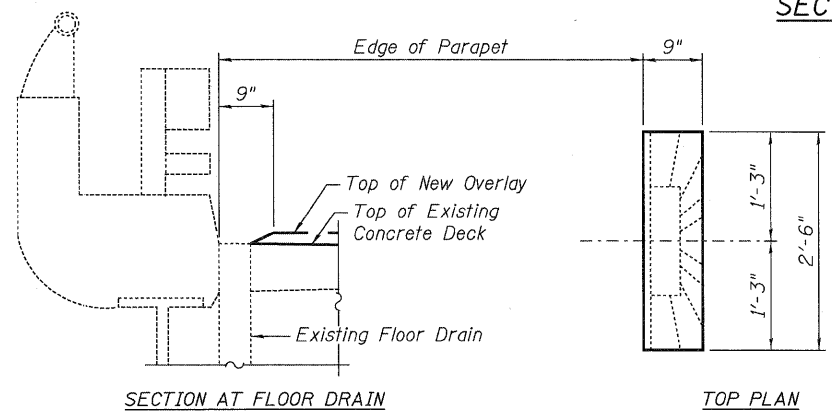 SEC
Edge of Parapet
9"
9"
Top of New Overlay
Top of Existing
Concrete Deck
1'-3"
2'-6"
1'-3"
Existing Floor Drain
SECTION AT FLOOR DRAIN
TOP PLAN